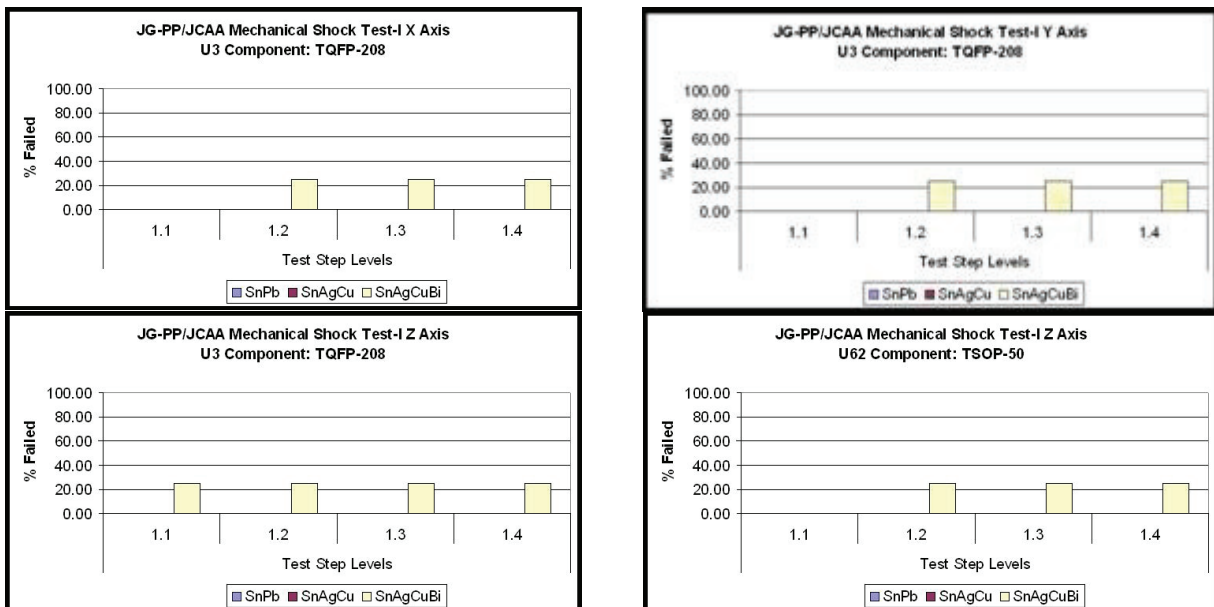 JG-PP/JCAA Mechanical Shock Test-I X Axis
U3 Component: TQFP-208
% Failed
100.00
80.00
60.00
40.00
20.00
0.00
1.1 1.2 1.3 1.4
Test Step Levels
SnPb SnAgCu SnAgCuBi
JG-PP/JCAA Mechanical Shock Test-I Y Axis
U3 Component: TQFP-208
% Failed
100.00
80.00
60.00
40.00
20.00
0.00
1.1 1.2 1.3 1.4
Test Step Levels
SnPb SnAgCu SnAgCuBi
JG-PP/JCAA Mechanical Shock Test-I Z Axis
U3 Component: TQFP-208
% Failed
100.00
80.00
60.00
40.00
20.00
0.00
1.1 1.2 1.3 1.4
Test Step Levels
SnPb SnAgCu SnAgCuBi
JG-PP/JCAA Mechanical Shock Test-I Z Axis
U62 Component: TSOP-50
% Failed
100.00
80.00
60.00
40.00
20.00
0.00
1.1 1.2 1.3 1.4
Test Step Levels
SnPb SnAgCu SnAgCuBi